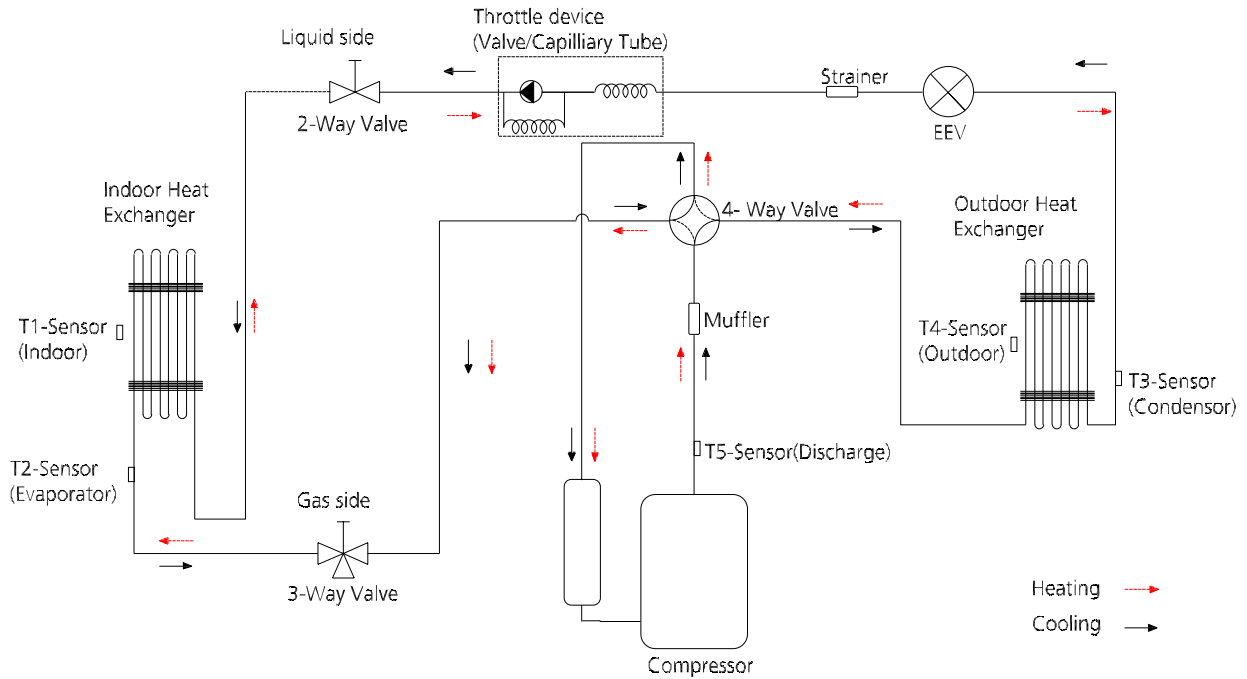 Throttle device
(Valve/Capilliary Tube)
Liquid side
Strainer
2-Way Valve
EEV
Indoor Heat
Exchanger
4- Way Valve
Outdoor Heat
Exchanger
T1-Sensor
(Indoor)
Muffler
T4-Sensor
(Outdoor)
T3-Sensor
(Condensor)
T5-Sensor(Discharge)
T2-Sensor
(Evaporator)
Gas side
3-Way Valve
Heating
Cooling
Compressor